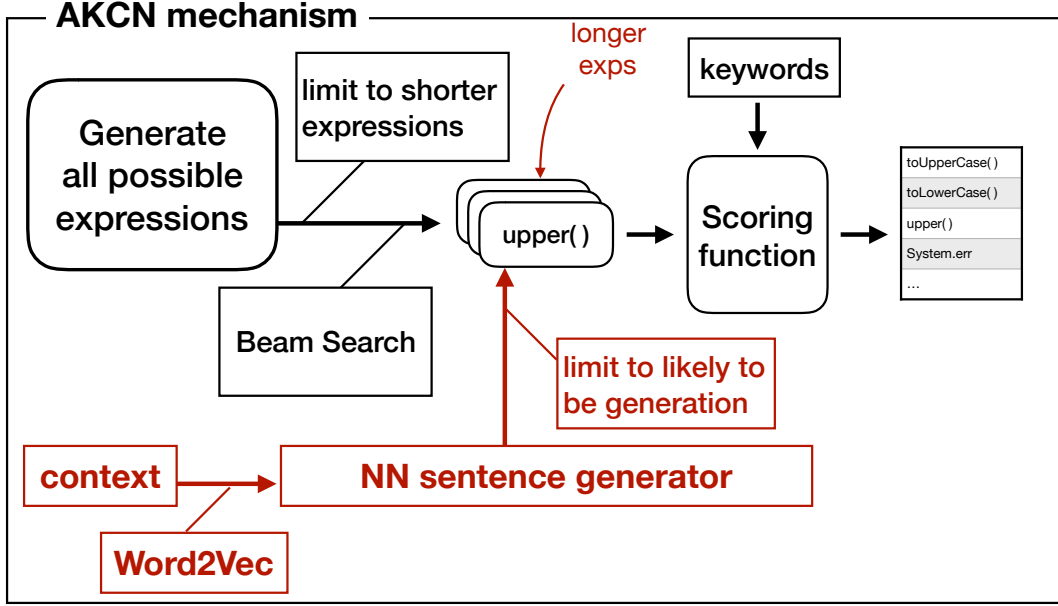 AKCN mechanism
longer
exps
keywords
limit to shorter
expressions
Generate
all possible
expressions
toUpperCase( )
toLowerCase( )
upper( )
System.err
...
Scoring
function
upper( )
Beam Search
limit to likely to
be generation
context
NN sentence generator
Word2Vec